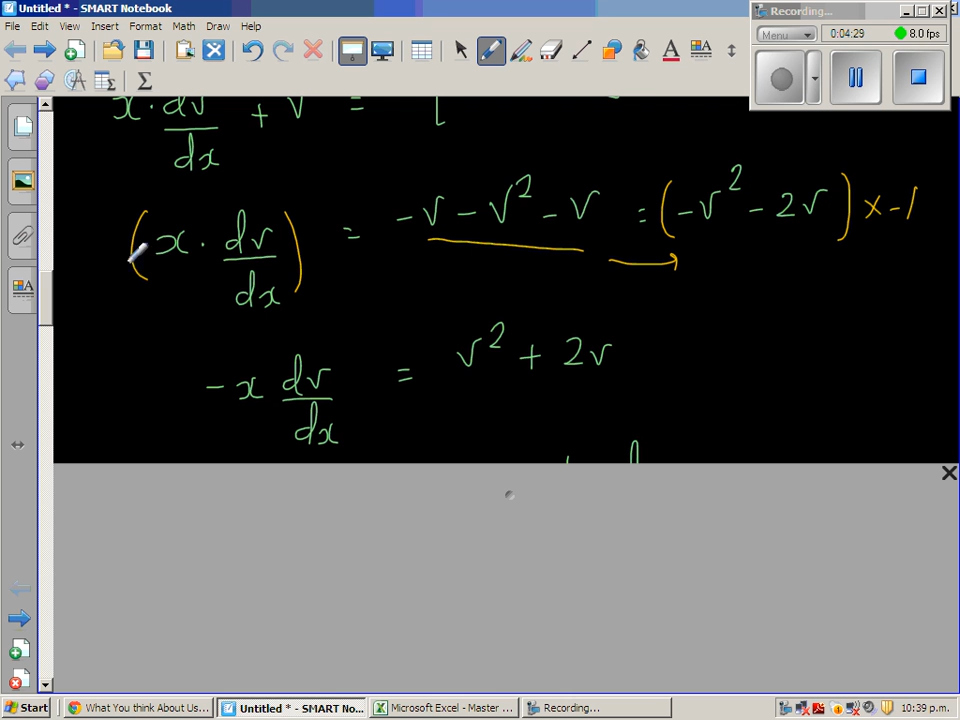 Untitled * - SMART Notebook
Recording...
File Edit View Insert Format Tools Math Draw Help
Menu 0:04:29 8.0 fps
x · dv/dx + v =
(x · dv/dx) = -v - v² - v = (-v² - 2v) x -1
-x dv/dx = v² + 2v
Start What You think About Us... Untitled * - SMART No... Microsoft Excel - Master ... Recording... 10:39 p.m.